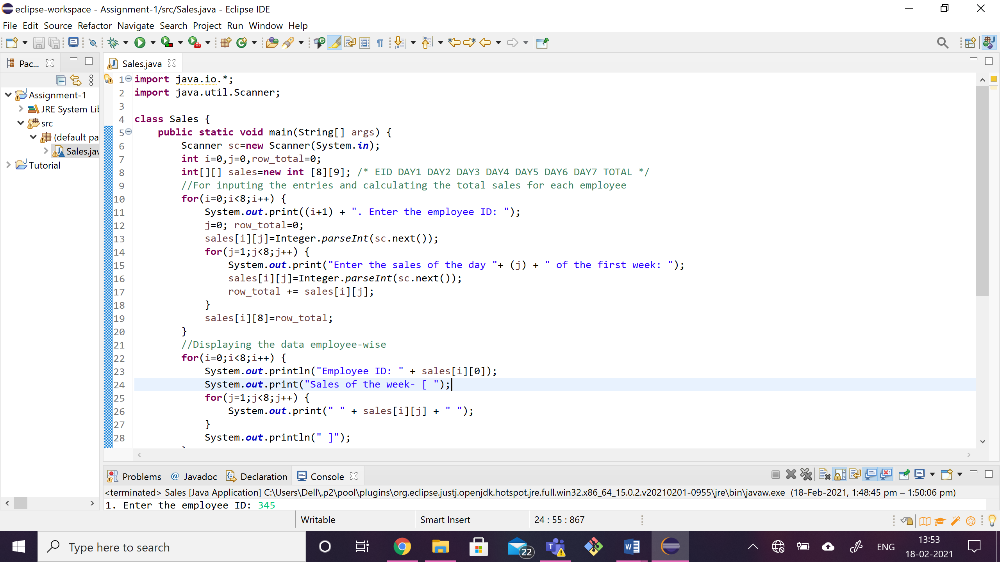 eclipse-workspace - Assignment-1/src/Sales.java - Eclipse IDE
File Edit Source Refactor Navigate Search Project Run Window Help
Pac...
Sales.java
Assignment-1
JRE System Lib
src
(default pa
Sales.jav
Tutorial
1 import java.io.*;
2 import java.util.Scanner;
3
4 class Sales {
5 public static void main(String[] args) {
6 Scanner sc=new Scanner(System.in);
7 int i=0,j=0,row_total=0;
8 int[][] sales=new int [8][9]; /* EID DAY1 DAY2 DAY3 DAY4 DAY5 DAY6 DAY7 TOTAL */
9 //For inputing the entries and calculating the total sales for each employee
10 for(i=0;i<8;i++) {
11 System.out.print((i+1) + ". Enter the employee ID: ");
12 j=0; row_total=0;
13 sales[i][j]=Integer.parseInt(sc.next());
14 for(j=1;j<8;j++) {
15 System.out.print("Enter the sales of the day "+ (j) + " of the first week: ");
16 sales[i][j]=Integer.parseInt(sc.next());
17 row_total += sales[i][j];
18 }
19 sales[i][8]=row_total;
20 }
21 //Displaying the data employee-wise
22 for(i=0;i<8;i++) {
23 System.out.println("Employee ID: " + sales[i][0]);
24 System.out.print("Sales of the week- [ ");
25 for(j=1;j<8;j++) {
26 System.out.print(" " + sales[i][j] + " ");
27 }
28 System.out.println(" ]");
Problems @ Javadoc Declaration Console
<terminated> Sales [Java Application] C:\Users\Dell\.p2\pool\plugins\org.eclipse.justj.openjdk.hotspot.jre.full.win32.x86_64_15.0.2.v20210201-0955\jre\bin\javaw.exe (18-Feb-2021, 1:48:45 pm – 1:50:06 pm)
1. Enter the employee ID: 345
Writable Smart Insert 24 : 55 : 867
Type here to search
22
ENG
13:53
18-02-2021